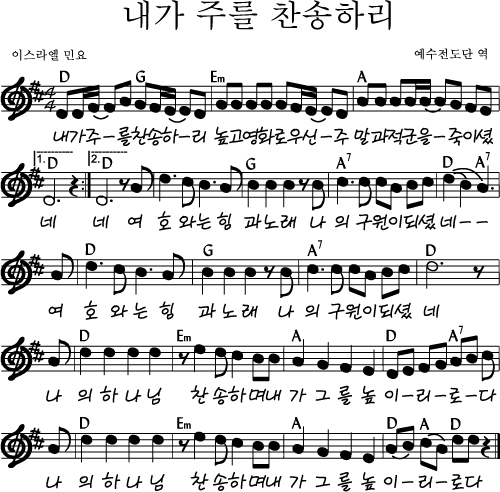 내가 주를 찬송하리
이스라엘 민요
예수전도단 역
D G Em A
내가주-를찬송하-리 높고영화로우신-주 말과적군을-죽이셨
1. D 2. D G A7 D A7
네 네 여 호 와는 힘 과노래 나 의 구원이되셨 네--
D G A7 D
여 호 와 는 힘 과 노 래 나 의 구원이되셨 네
D Em A D A7
나 의 하 나 님 찬 송하며내 가 그 를 높 이-리-로-다
D Em A D A D
나 의 하 나 님 찬 송하며내 가 그 를 높 이-리-로다